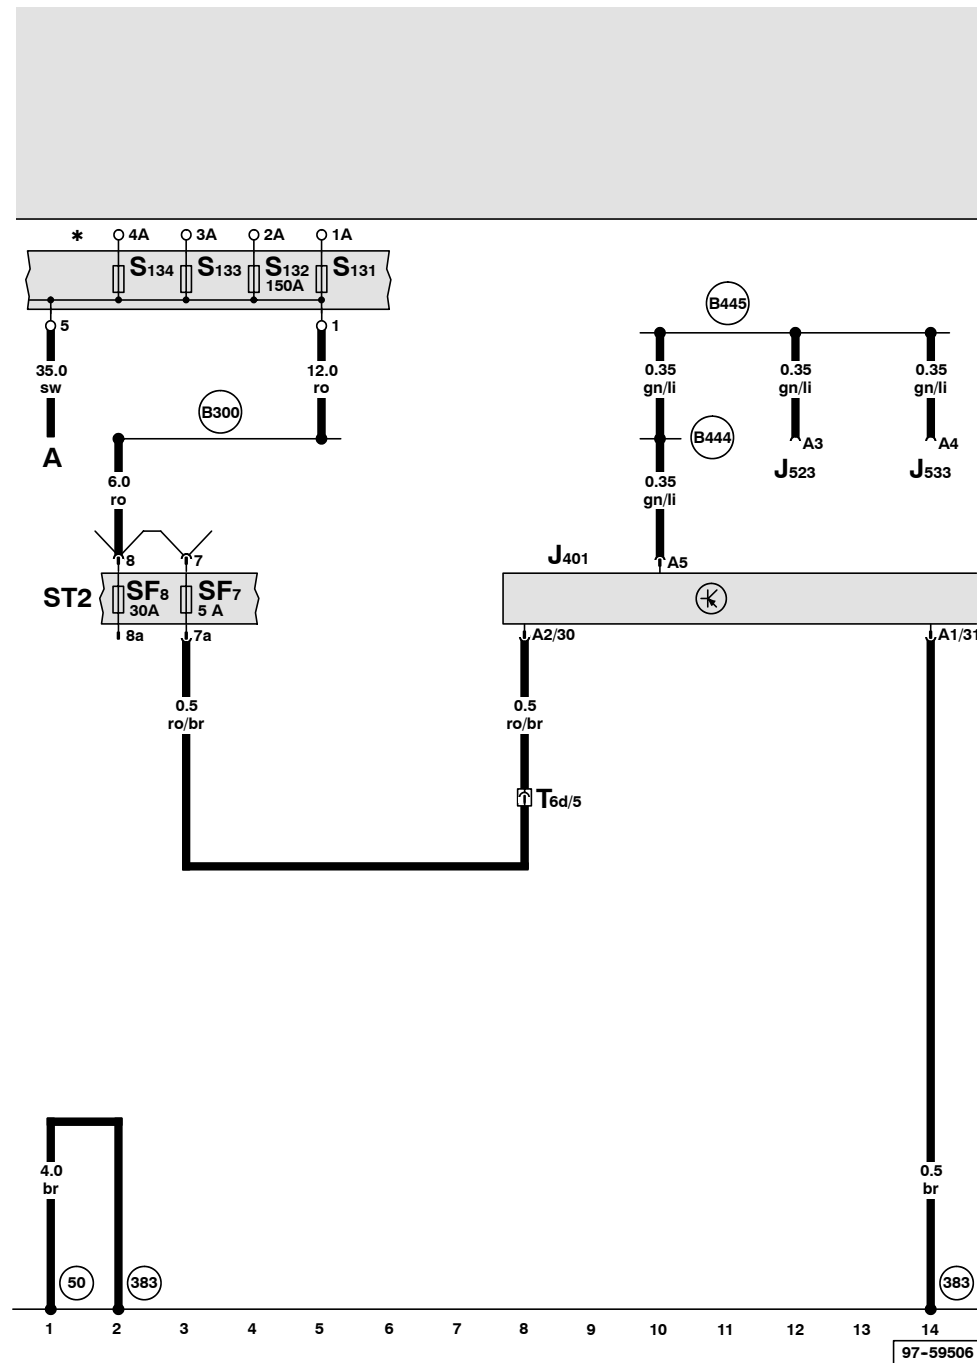 * 4A 3A 2A 1A
S134 S133 S132 S131
150A
5 1
B445
35.0 12.0 0.35 0.35 0.35
sw ro gn/li gn/li gn/li
B300 B444 A3 A4
A J523 J533
6.0 0.35
ro gn/li
8 7 J401 A5
ST2 SF8 SF7
30A 5 A
8a 7a A2/30 A1/31
0.5 0.5
ro/br ro/br
T6d/5
4.0 0.5
br br
50 383 383
1 2 3 4 5 6 7 8 9 10 11 12 13 14
97-59506